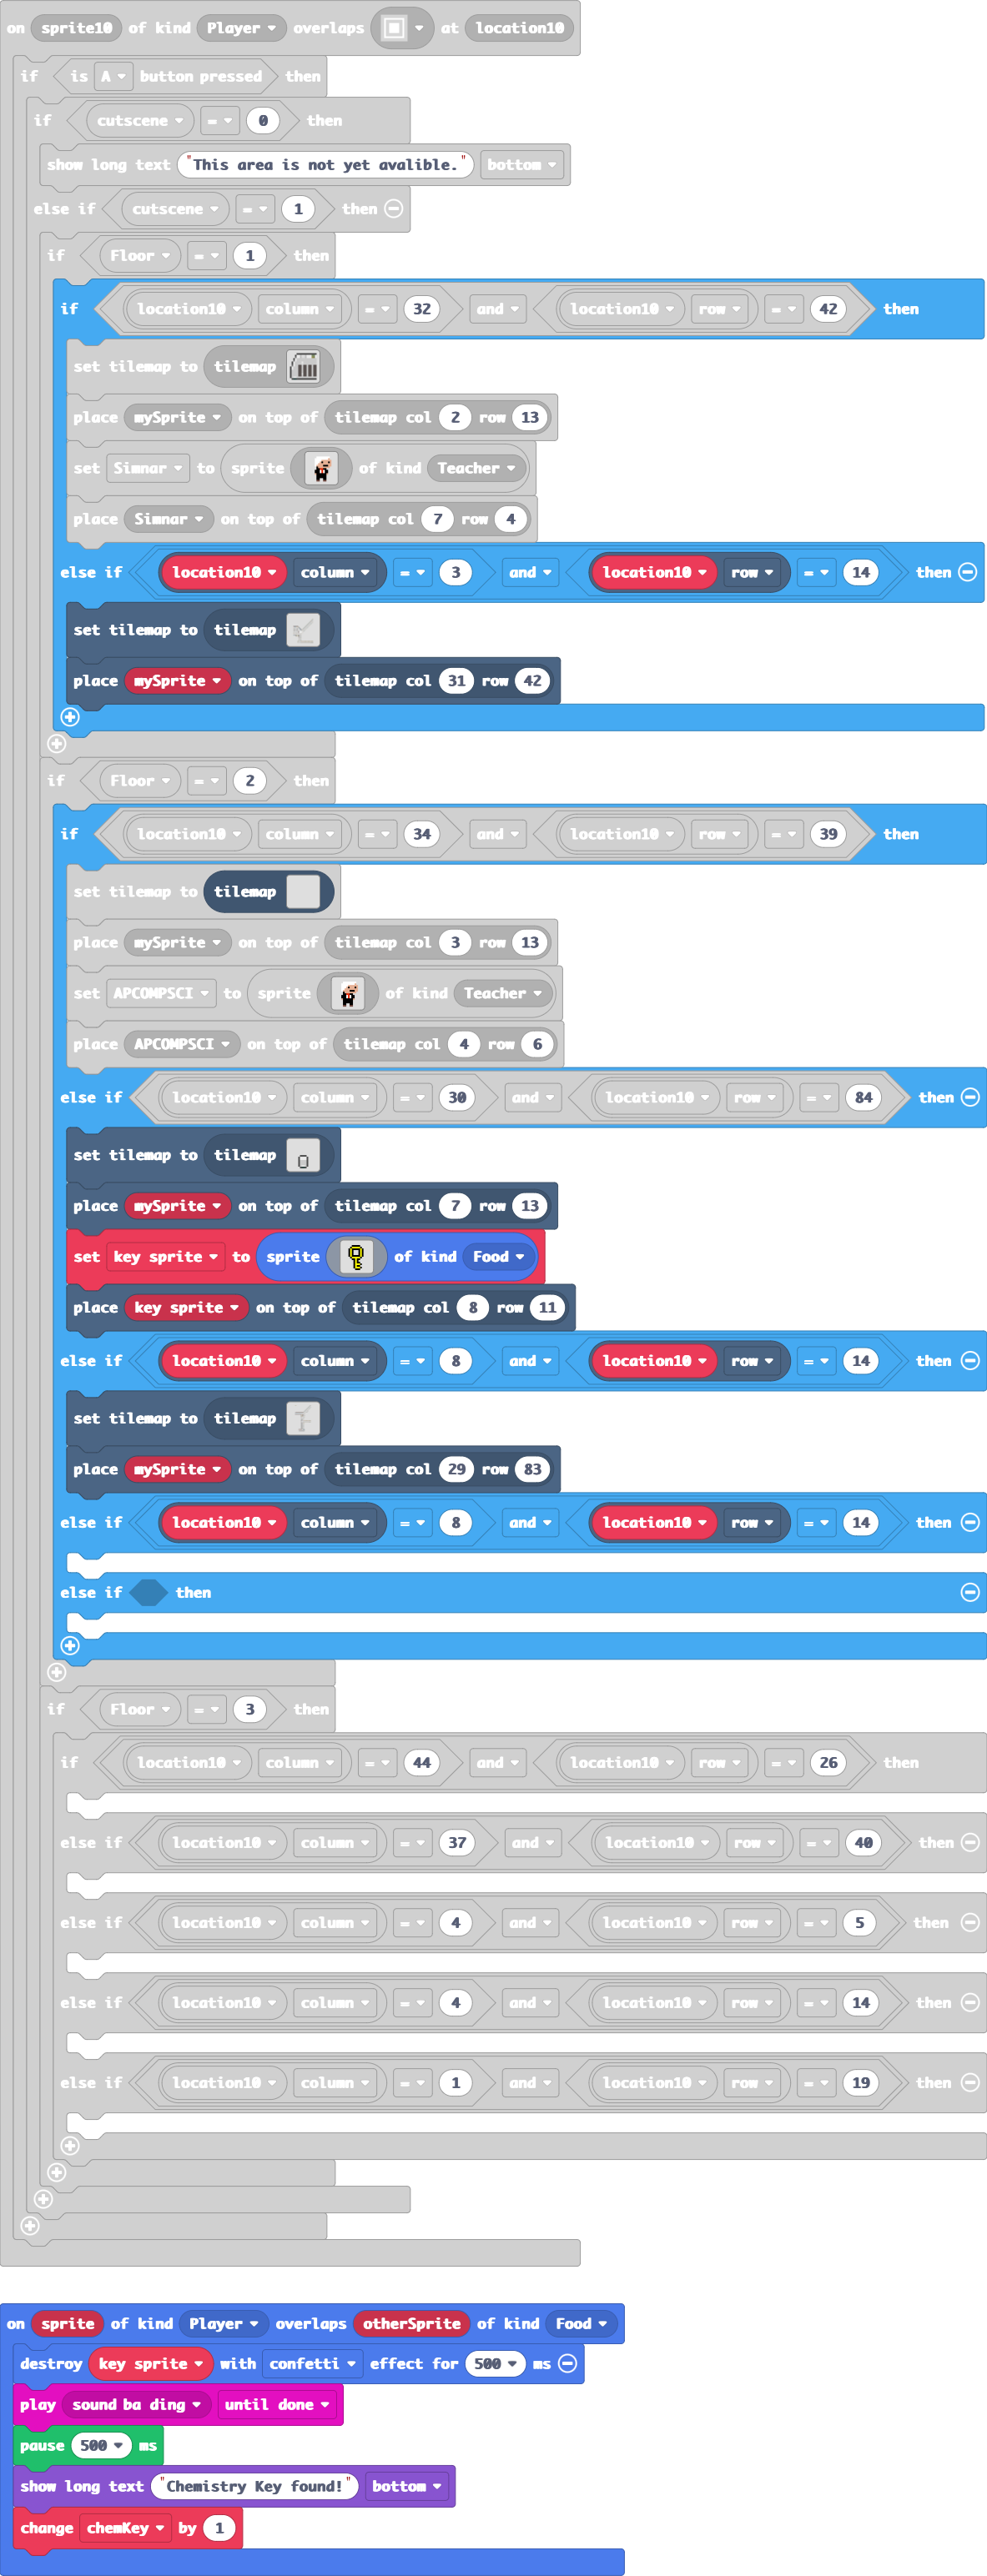 on sprite10 of kind Player overlaps at location10
if is A button pressed then
if cutscene = 0 then
show long text "This area is not yet avalible." bottom
else if cutscene = 1 then
if Floor = 1 then
if location10 column = 32 and location10 row = 42 then
set tilemap to tilemap
place mySprite on top of tilemap col 2 row 13
set Simnar to sprite of kind Teacher
place Simnar on top of tilemap col 7 row 4
else if location10 column = 3 and location10 row = 14 then
set tilemap to tilemap
place mySprite on top of tilemap col 31 row 42
if Floor = 2 then
if location10 column = 34 and location10 row = 39 then
set tilemap to tilemap
place mySprite on top of tilemap col 3 row 13
set APCOMPSCI to sprite of kind Teacher
place APCOMPSCI on top of tilemap col 4 row 6
else if location10 column = 30 and location10 row = 84 then
set tilemap to tilemap
place mySprite on top of tilemap col 7 row 13
set key sprite to sprite of kind Food
place key sprite on top of tilemap col 8 row 11
else if location10 column = 8 and location10 row = 14 then
set tilemap to tilemap
place mySprite on top of tilemap col 29 row 83
else if location10 column = 8 and location10 row = 14 then
else if then
if Floor = 3 then
if location10 column = 44 and location10 row = 26 then
else if location10 column = 37 and location10 row = 40 then
else if location10 column = 4 and location10 row = 5 then
else if location10 column = 4 and location10 row = 14 then
else if location10 column = 1 and location10 row = 19 then
on sprite of kind Player overlaps otherSprite of kind Food
destroy key sprite with confetti effect for 500 ms
play sound ba ding until done
pause 500 ms
show long text "Chemistry Key found!" bottom
change chemKey by 1